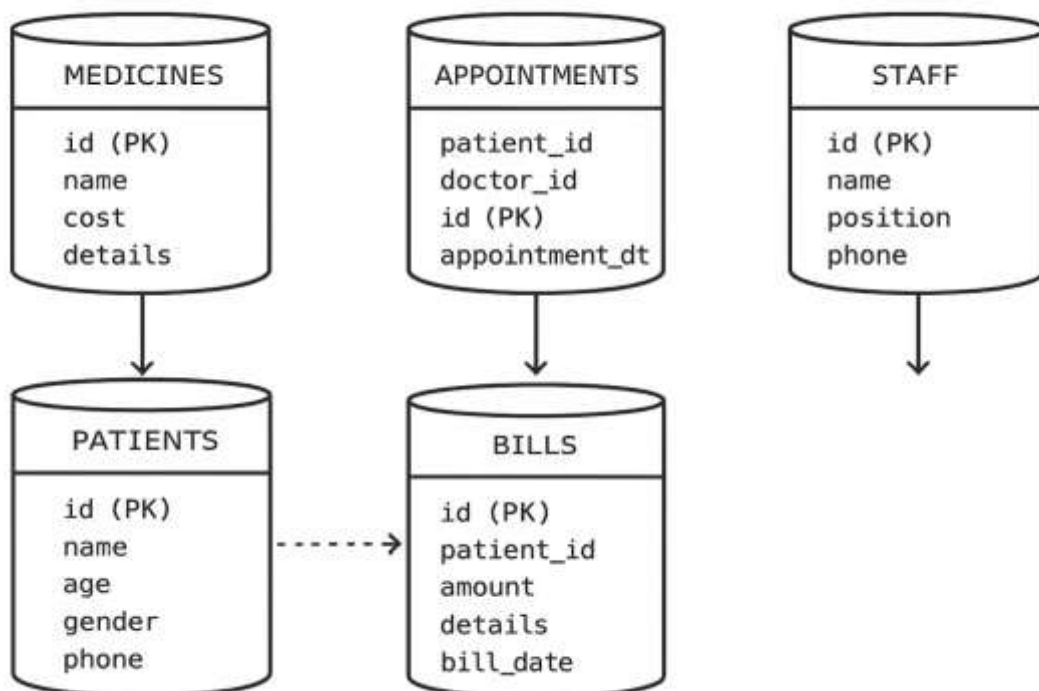 MEDICINES
id (PK)
name
cost
details
APPOINTMENTS
patient_id
doctor_id
id (PK)
appointment_dt
STAFF
id (PK)
name
position
phone
PATIENTS
id (PK)
name
age
gender
phone
BILLS
id (PK)
patient_id
amount
details
bill_date